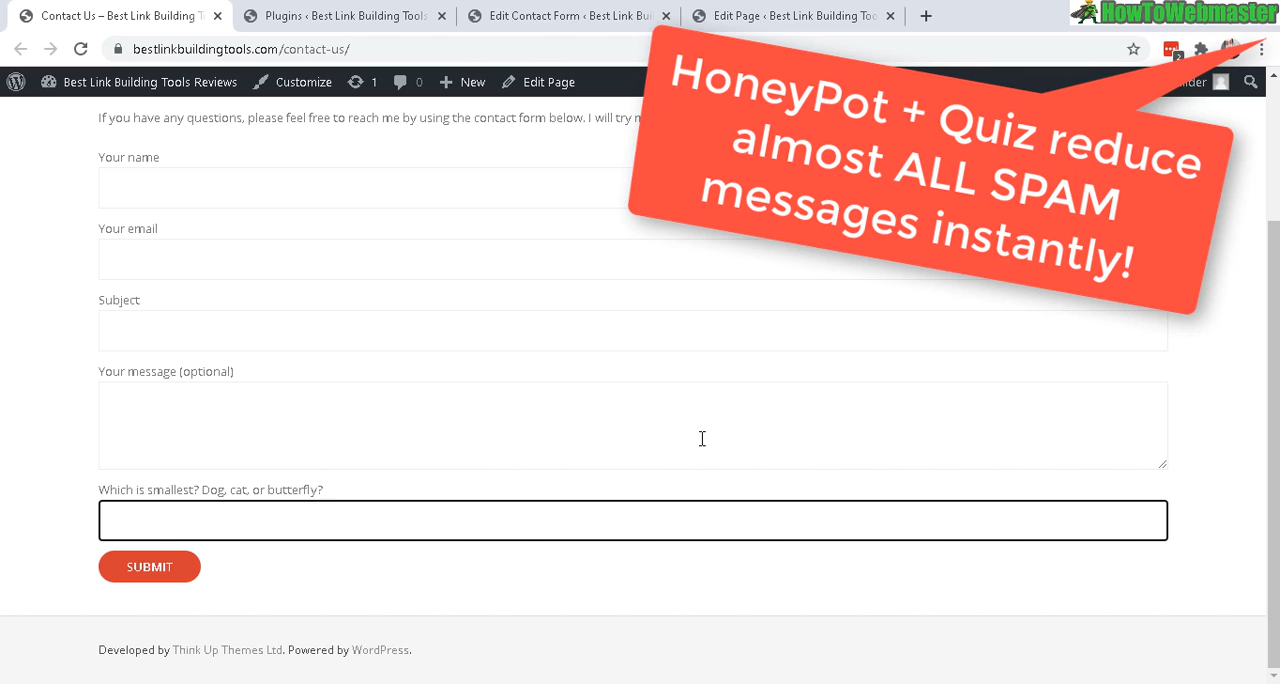 Contact Us – Best Link Building T
Plugins ‹ Best Link Building Tools
Edit Contact Form ‹ Best Link Bui
Edit Page ‹ Best Link Building Too
HowToWebmaster
bestlinkbuildingtools.com/contact-us/
2
Best Link Building Tools Reviews
Customize
1
0
New
Edit Page
HoneyPot + Quiz reduce
almost ALL SPAM
messages instantly!
If you have any questions, please feel free to reach me by using the contact form below. I will try
Your name
Your email
Subject
Your message (optional)
Which is smallest? Dog, cat, or butterfly?
SUBMIT
Developed by Think Up Themes Ltd. Powered by WordPress.